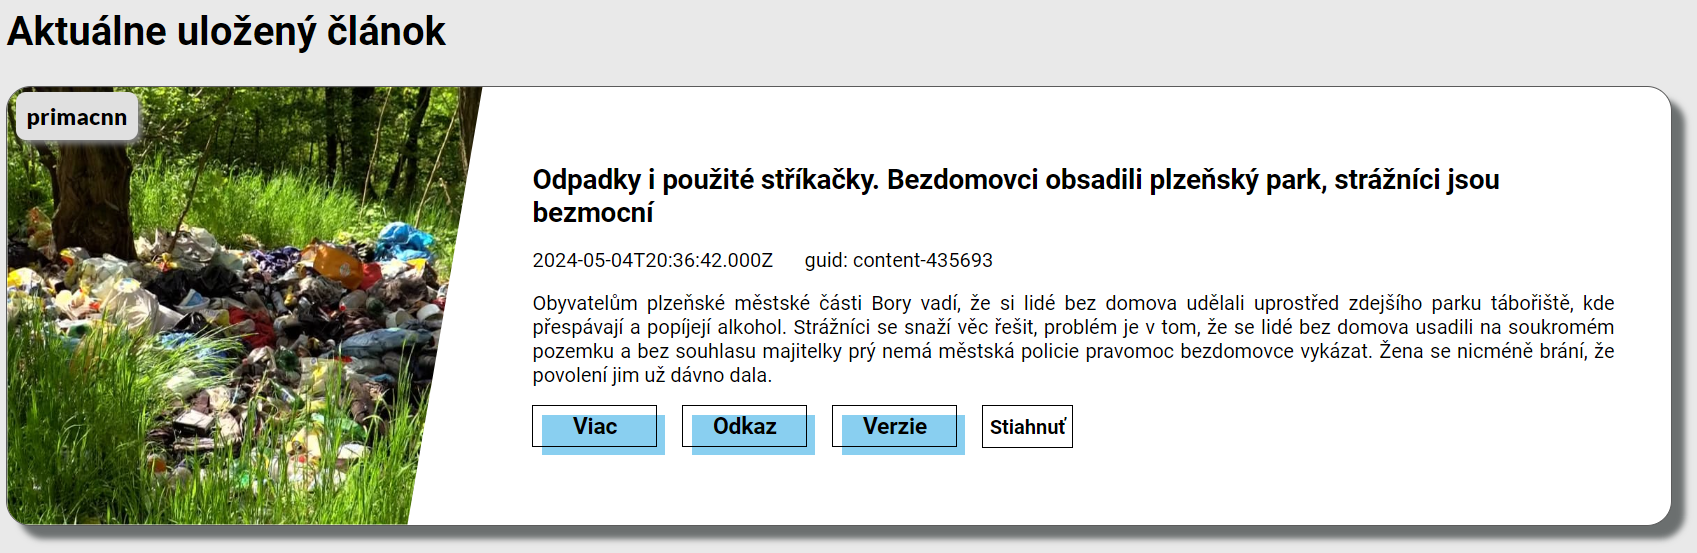 Aktuálne uložený článok
primacnn
Odpadky i použité stříkačky. Bezdomovci obsadili plzeňský park, strážníci jsou
bezmocní
2024-05-04T20:36:42.000Z guid: content-435693
Obyvatelům plzeňské městské části Bory vadí, že si lidé bez domova udělali uprostřed zdejšího parku tábořiště, kde
přespávají a popíjejí alkohol. Strážníci se snaží věc řešit, problém je v tom, že se lidé bez domova usadili na soukromém
pozemku a bez souhlasu majitelky prý nemá městská policie pravomoc bezdomovce vykázat. Žena se nicméně brání, že
povolení jim už dávno dala.
Viac Odkaz Verzie Stiahnuť